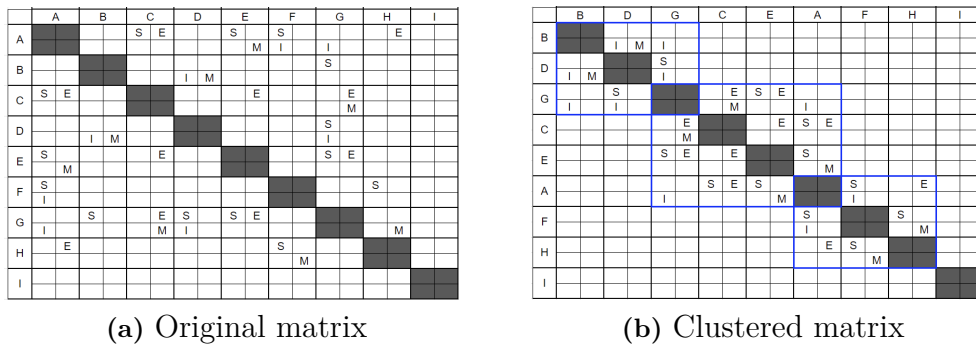 A B C D E F G H I
A
S E S S E
M I I
B
S
I M
C
S E E E
M
D
S
I M I
E
S E S E
M
F
S S
I
G
S E S S E
I M I M
H
E S
M
I
(a) Original matrix
B D G C E A F H I
B
I M I
D
S
I M I
G
S E S E
I I M I
C
E E S E
M
E
S E E S
M
A
S E S S E
I M I
F
S S
I M
H
E S
M
I
(b) Clustered matrix